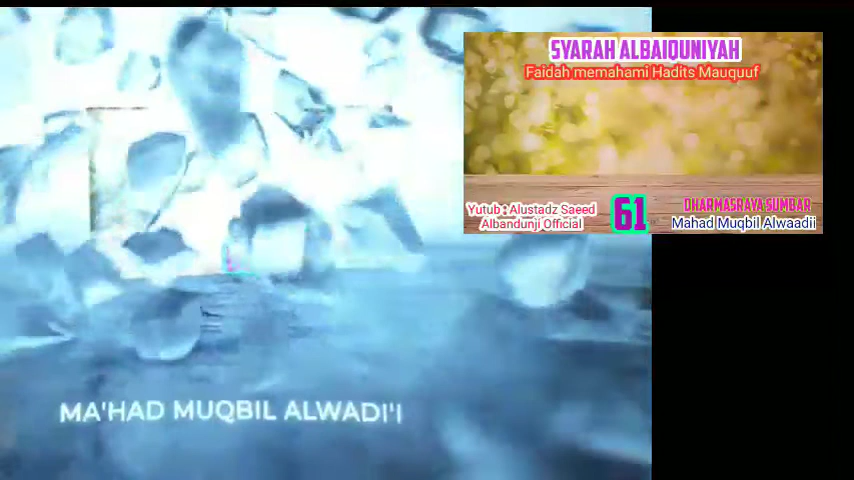 SYARAH ALBAIQUNIYAH
Faidah memahami Hadits Mauquuf
Yutub : Alustadz Saeed
Albandunji Official
61
DHARMASRAYA SUMBAR
Mahad Muqbil Alwaadii
MA'HAD MUQBIL ALWADI'I